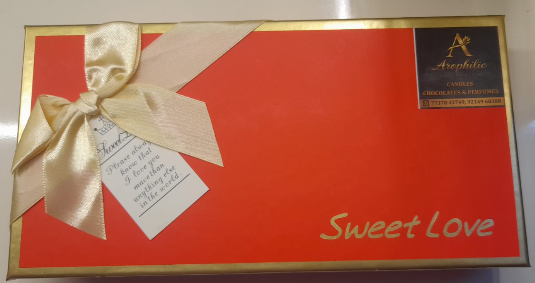 Arophilic
CANDLES
CHOCOLATES & PERFUMES
Sweet
Please always
know that
I love you
more than
anything else
in the world
Sweet Love